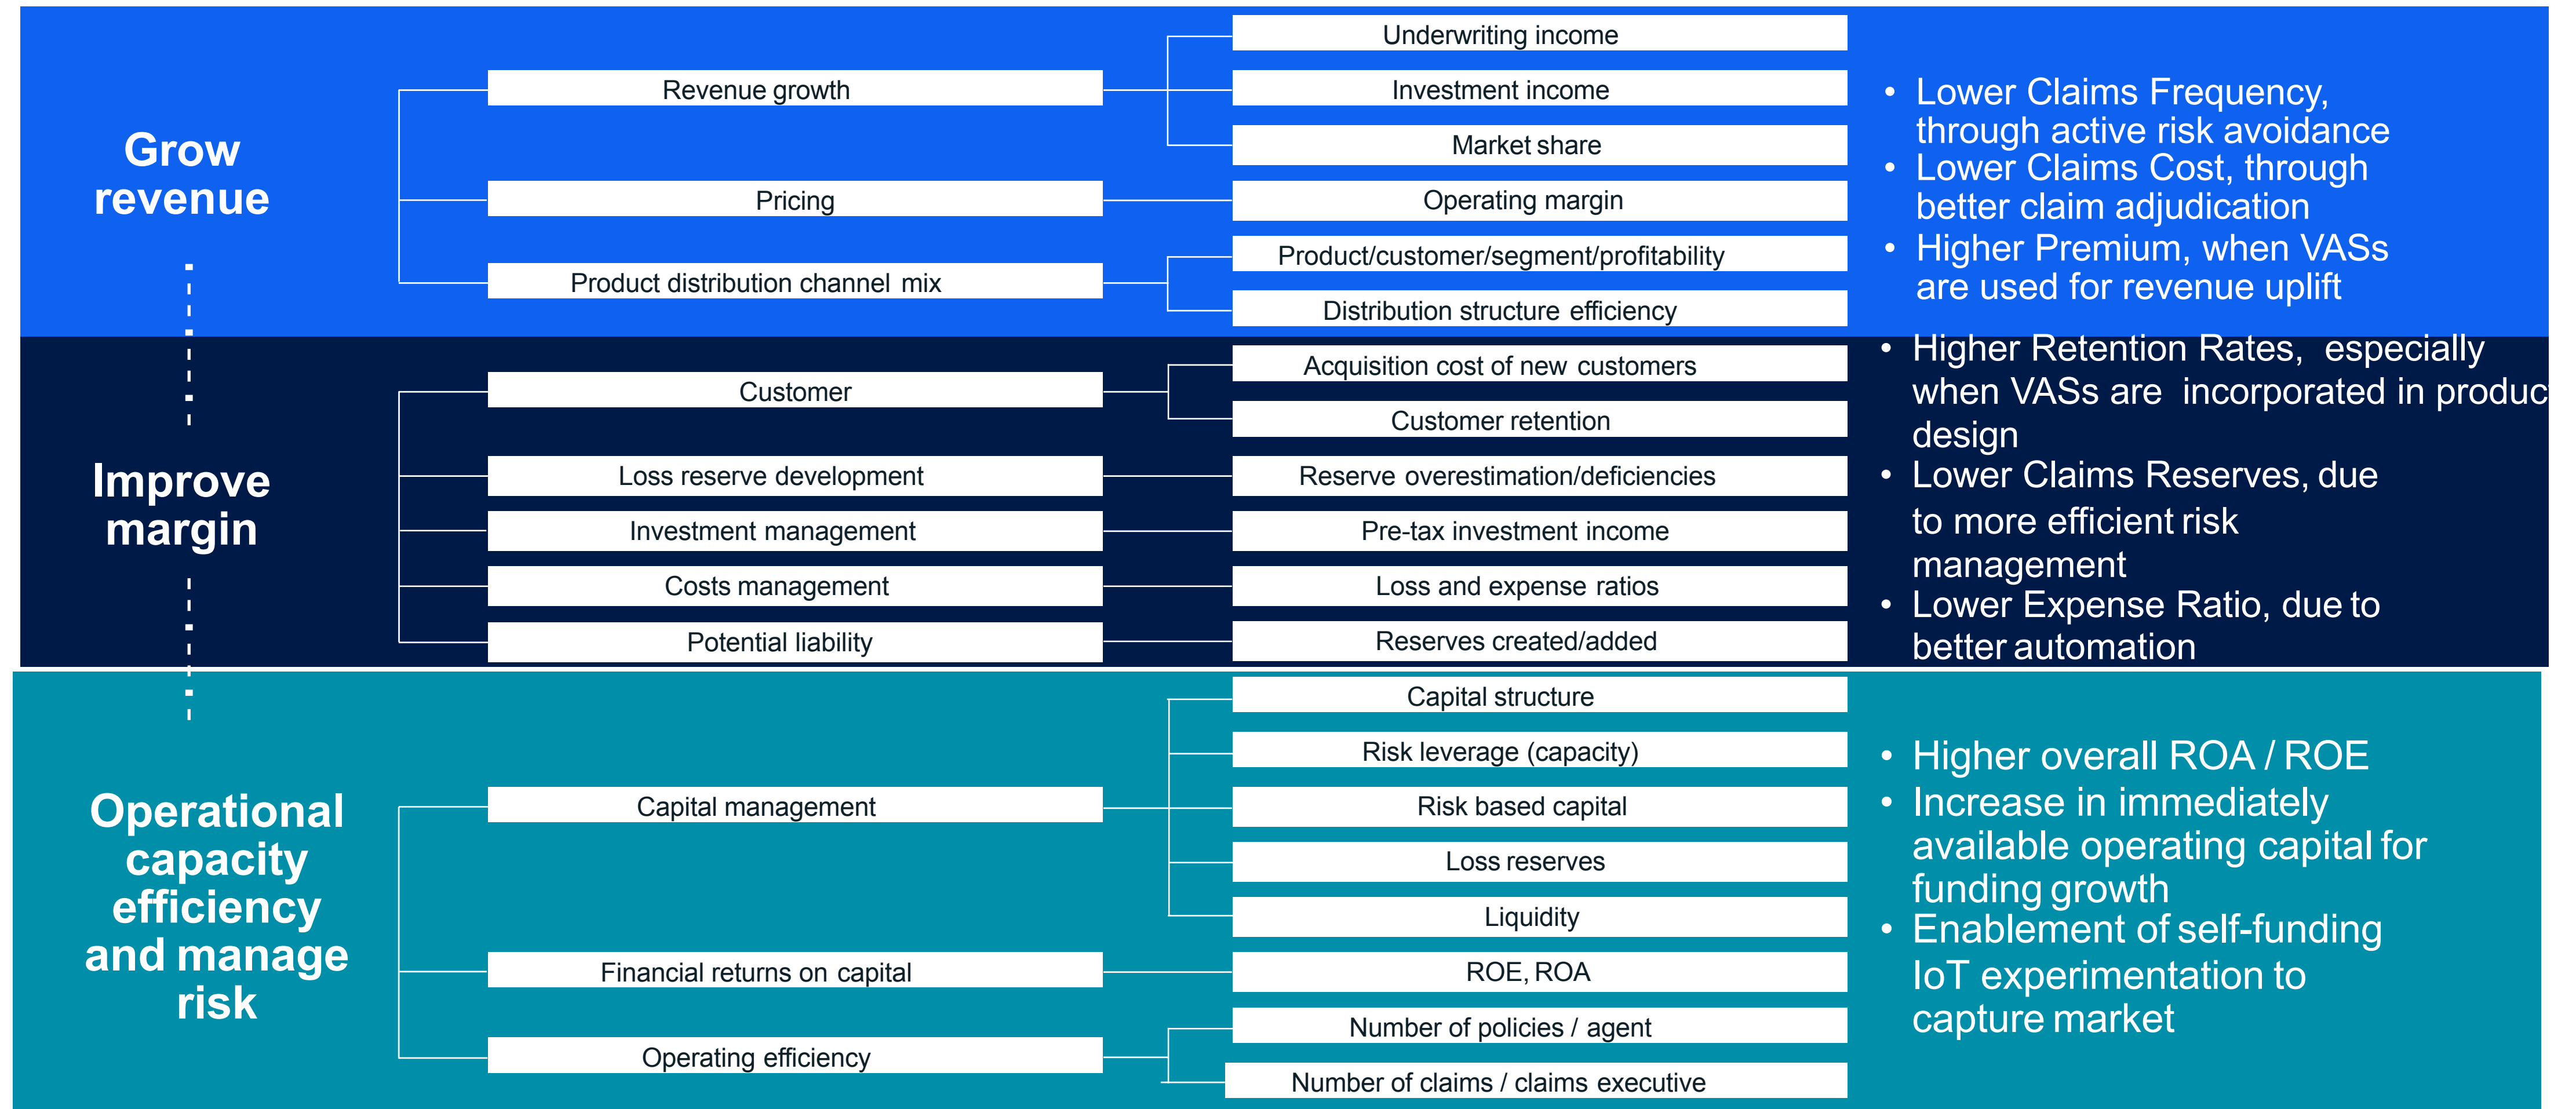 Grow
revenue
Revenue growth
Pricing
Product distribution channel mix
Underwriting income
Investment income
Market share
Operating margin
Product/customer/segment/profitability
Distribution structure efficiency
• Lower Claims Frequency,
through active risk avoidance
• Lower Claims Cost, through
better claim adjudication
• Higher Premium, when VASs
are used for revenue uplift
Improve
margin
Customer
Loss reserve development
Investment management
Costs management
Potential liability
Acquisition cost of new customers
Customer retention
Reserve overestimation/deficiencies
Pre-tax investment income
Loss and expense ratios
Reserves created/added
• Higher Retention Rates, especially
when VASs are incorporated in produc
design
• Lower Claims Reserves, due
to more efficient risk
management
• Lower Expense Ratio, due to
better automation
Operational
capacity
efficiency
and manage
risk
Capital management
Financial returns on capital
Operating efficiency
Capital structure
Risk leverage (capacity)
Risk based capital
Loss reserves
Liquidity
ROE, ROA
Number of policies / agent
Number of claims / claims executive
• Higher overall ROA / ROE
• Increase in immediately
available operating capital for
funding growth
• Enablement of self-funding
IoT experimentation to
capture market